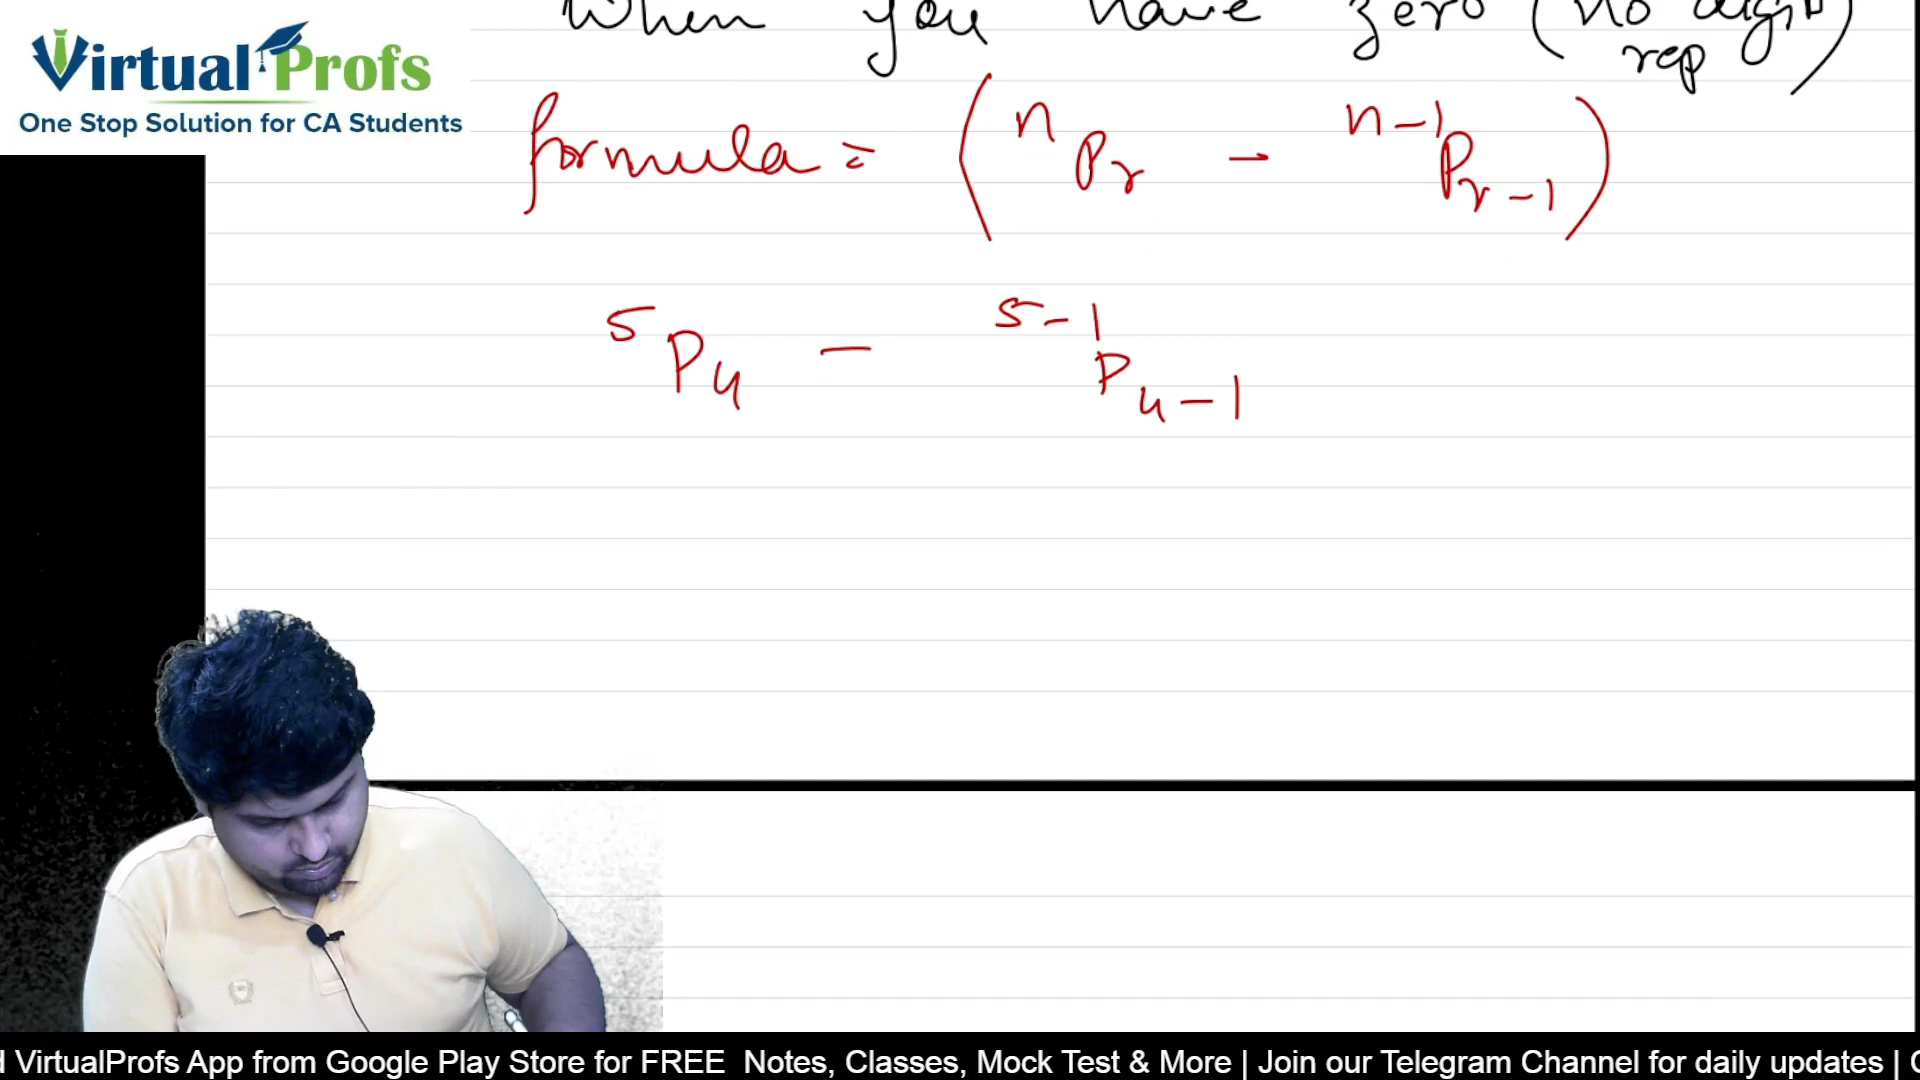 When you have zero (no digit
rep)
Virtual Profs
One Stop Solution for CA Students
formula = (ⁿPᵣ - ⁿ⁻¹Pᵣ₋₁)
⁵P₄ - ⁵⁻¹P₄₋₁
VirtualProfs App from Google Play Store for FREE Notes, Classes, Mock Test & More | Join our Telegram Channel for daily updates |